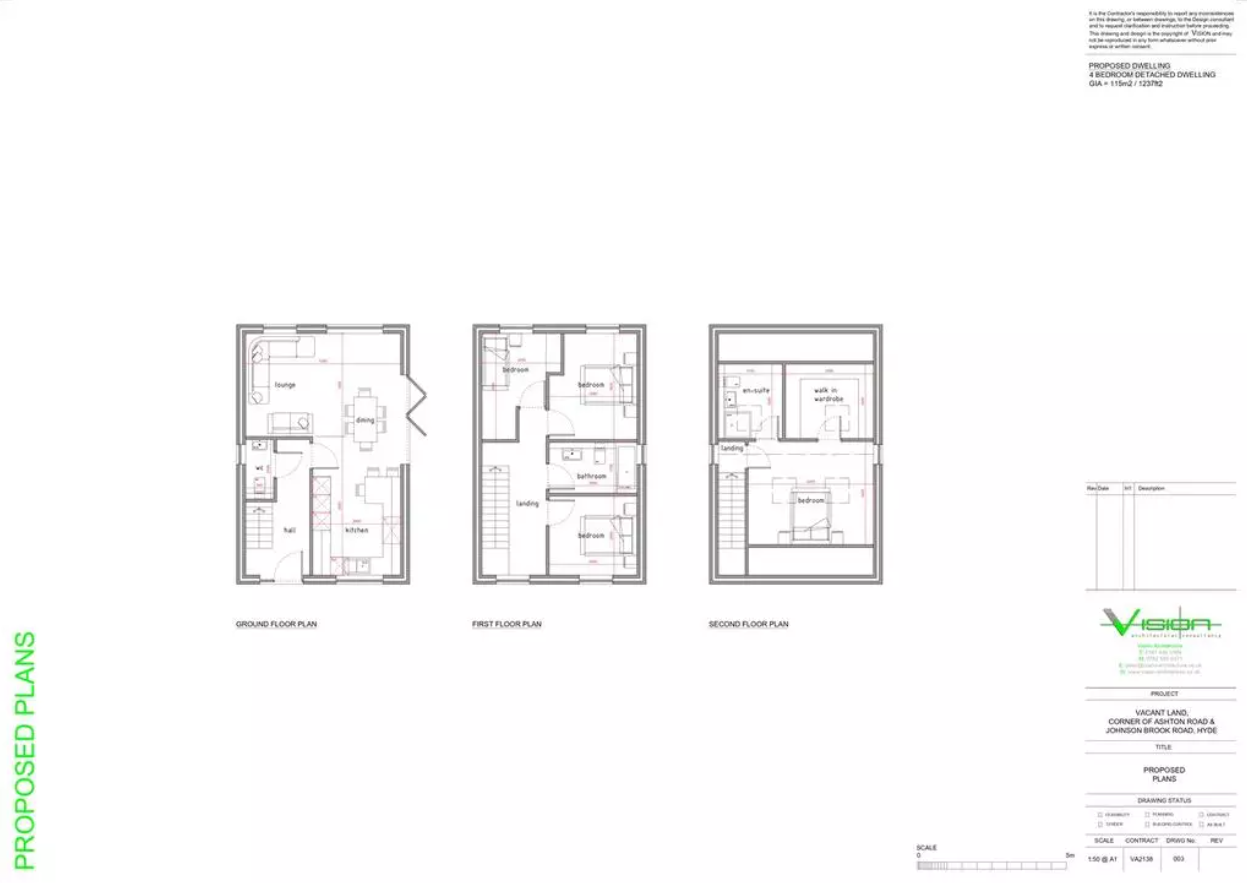 It is the Contractor's responsibility to report any inconsistences
on this drawing, or between drawings, to the Design consultant
and to request clarification and instruction before proceeding.
This drawing and design is the copyright of Vision and may
not be reproduced in any form whatsoever without prior
express or written consent.
PROPOSED DWELLING
4 BEDROOM DETACHED DWELLING
GIA = 115m2 / 1237ft2
lounge
dining
wc
hall
kitchen
GROUND FLOOR PLAN
bedroom
bedroom
bathroom
landing
bedroom
FIRST FLOOR PLAN
en-suite
walk in
wardrobe
landing
bedroom
SECOND FLOOR PLAN
PROPOSED PLANS
Rev Date Description
VISION
architectural consultancy
PROJECT
VACANT LAND,
CORNER OF ASHTON ROAD &
JOHNSON BROOK ROAD, HYDE
TITLE
PROPOSED
PLANS
DRAWING STATUS
FEASIBILITY PLANNING CONTRACT
TENDER BUILDING CONTROL AS BUILT
SCALE CONTRACT DRWG No. REV
1:50 @ A1 VA2138 003
SCALE
0 5m